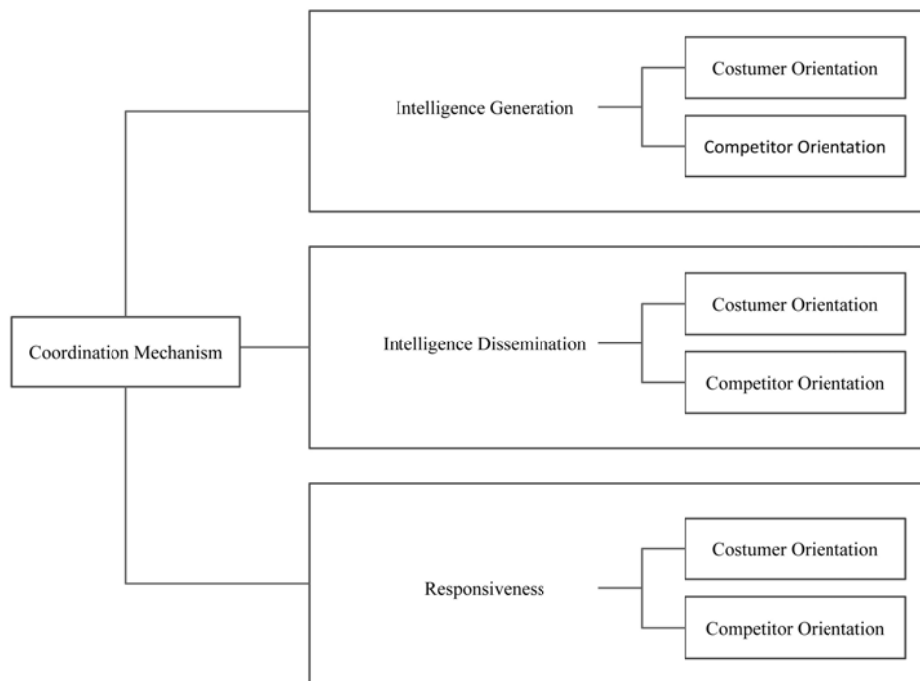 Costumer Orientation
Intelligence Generation
Competitor Orientation
Costumer Orientation
Intelligence Dissemination
Coordination Mechanism
Competitor Orientation
Costumer Orientation
Responsiveness
Competitor Orientation